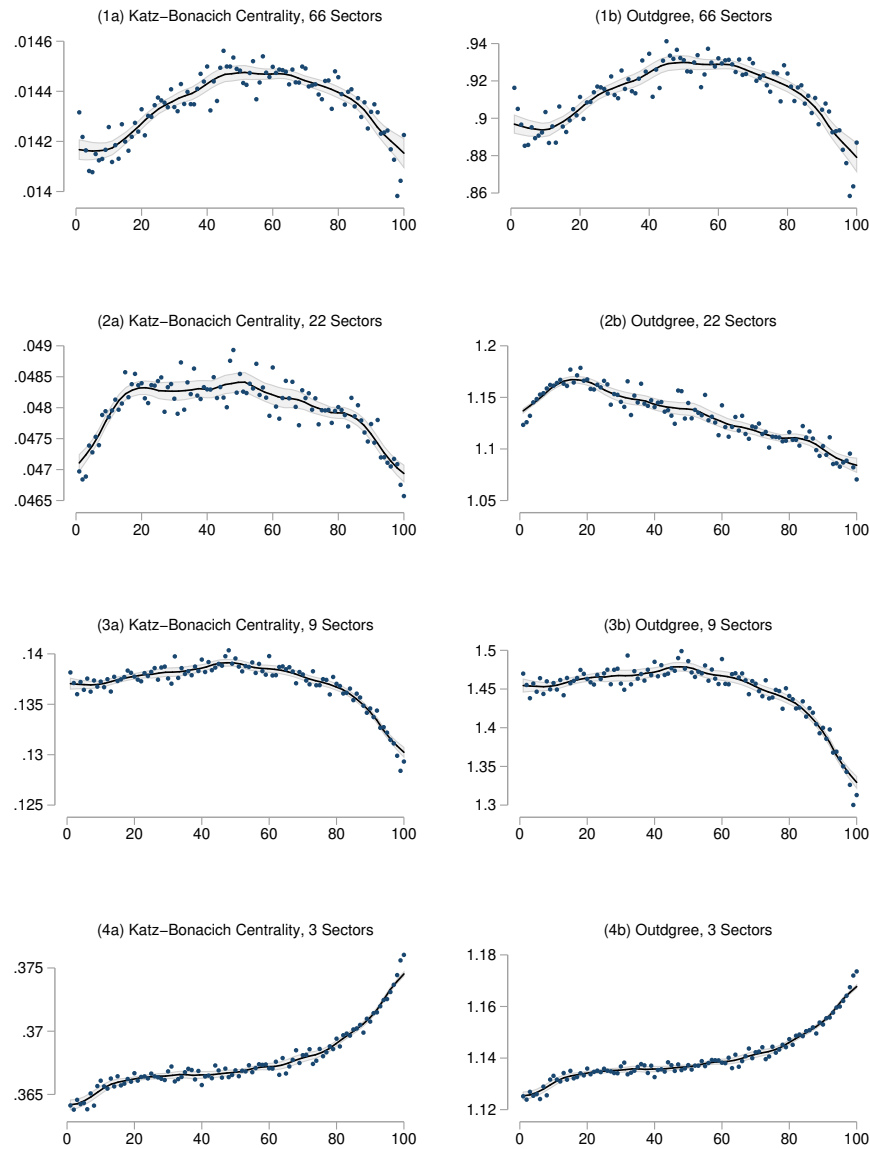 (1a) Katz−Bonacich Centrality, 66 Sectors
.0146
.0144
.0142
.014
0 20 40 60 80 100
(1b) Outdgree, 66 Sectors
.94
.92
.9
.88
.86
0 20 40 60 80 100
(2a) Katz−Bonacich Centrality, 22 Sectors
.049
.0485
.048
.0475
.047
.0465
0 20 40 60 80 100
(2b) Outdgree, 22 Sectors
1.2
1.15
1.1
1.05
0 20 40 60 80 100
(3a) Katz−Bonacich Centrality, 9 Sectors
.14
.135
.13
.125
0 20 40 60 80 100
(3b) Outdgree, 9 Sectors
1.5
1.45
1.4
1.35
1.3
0 20 40 60 80 100
(4a) Katz−Bonacich Centrality, 3 Sectors
.375
.37
.365
0 20 40 60 80 100
(4b) Outdgree, 3 Sectors
1.18
1.16
1.14
1.12
0 20 40 60 80 100